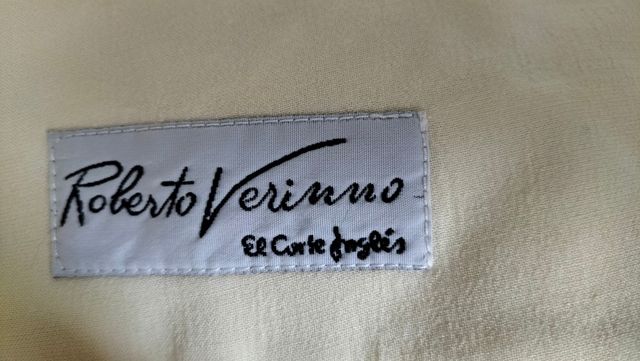 Roberto Verinno
El Corte Inglés